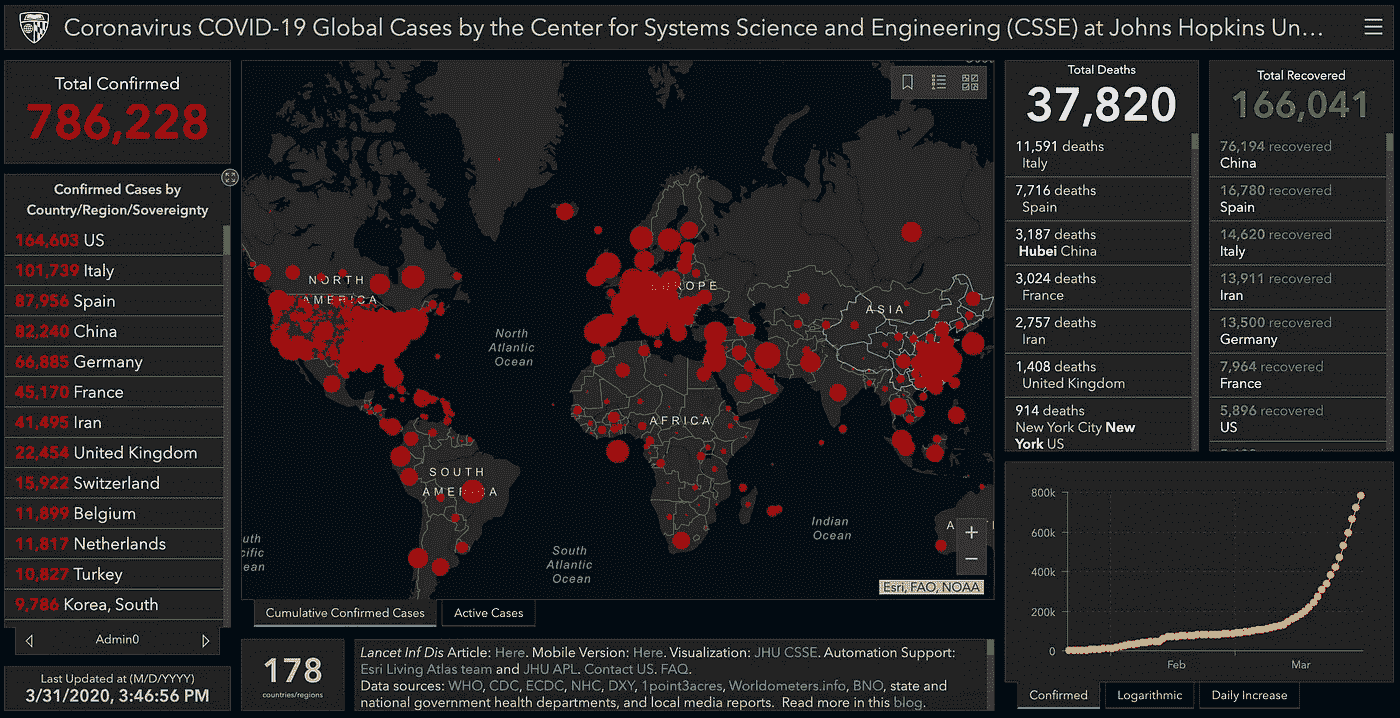 Coronavirus COVID-19 Global Cases by the Center for Systems Science and Engineering (CSSE) at Johns Hopkins Un...
Total Confirmed
786,228
Confirmed Cases by
Country/Region/Sovereignty
164,603 US
101,739 Italy
87,956 Spain
82,240 China
66,885 Germany
45,170 France
41,495 Iran
22,454 United Kingdom
15,922 Switzerland
11,899 Belgium
11,817 Netherlands
10,827 Turkey
9,786 Korea, South
Admin0
Last Updated at (M/D/YYYY)
3/31/2020, 3:46:56 PM
NORTH
AMERICA
EUROPE
ASIA
North
Atlantic
Ocean
AFRICA
SOUTH
AMERICA
Indian
Ocean
South
Atlantic
Ocean
uth
cific
ean
A
+
−
Esri, FAO, NOAA
Cumulative Confirmed Cases
Active Cases
178
countries/regions
Lancet Inf Dis Article: Here. Mobile Version: Here. Visualization: JHU CSSE. Automation Support:
Esri Living Atlas team and JHU APL. Contact US. FAQ.
Data sources: WHO, CDC, ECDC, NHC, DXY, 1point3acres, Worldometers.info, BNO, state and
national government health departments, and local media reports. Read more in this blog.
Total Deaths
37,820
11,591 deaths
Italy
7,716 deaths
Spain
3,187 deaths
Hubei China
3,024 deaths
France
2,757 deaths
Iran
1,408 deaths
United Kingdom
914 deaths
New York City New
York US
Total Recovered
166,041
76,194 recovered
China
16,780 recovered
Spain
14,620 recovered
Italy
13,911 recovered
Iran
13,500 recovered
Germany
7,964 recovered
France
5,896 recovered
US
800k
600k
400k
200k
0
Feb
Mar
Confirmed
Logarithmic
Daily Increase